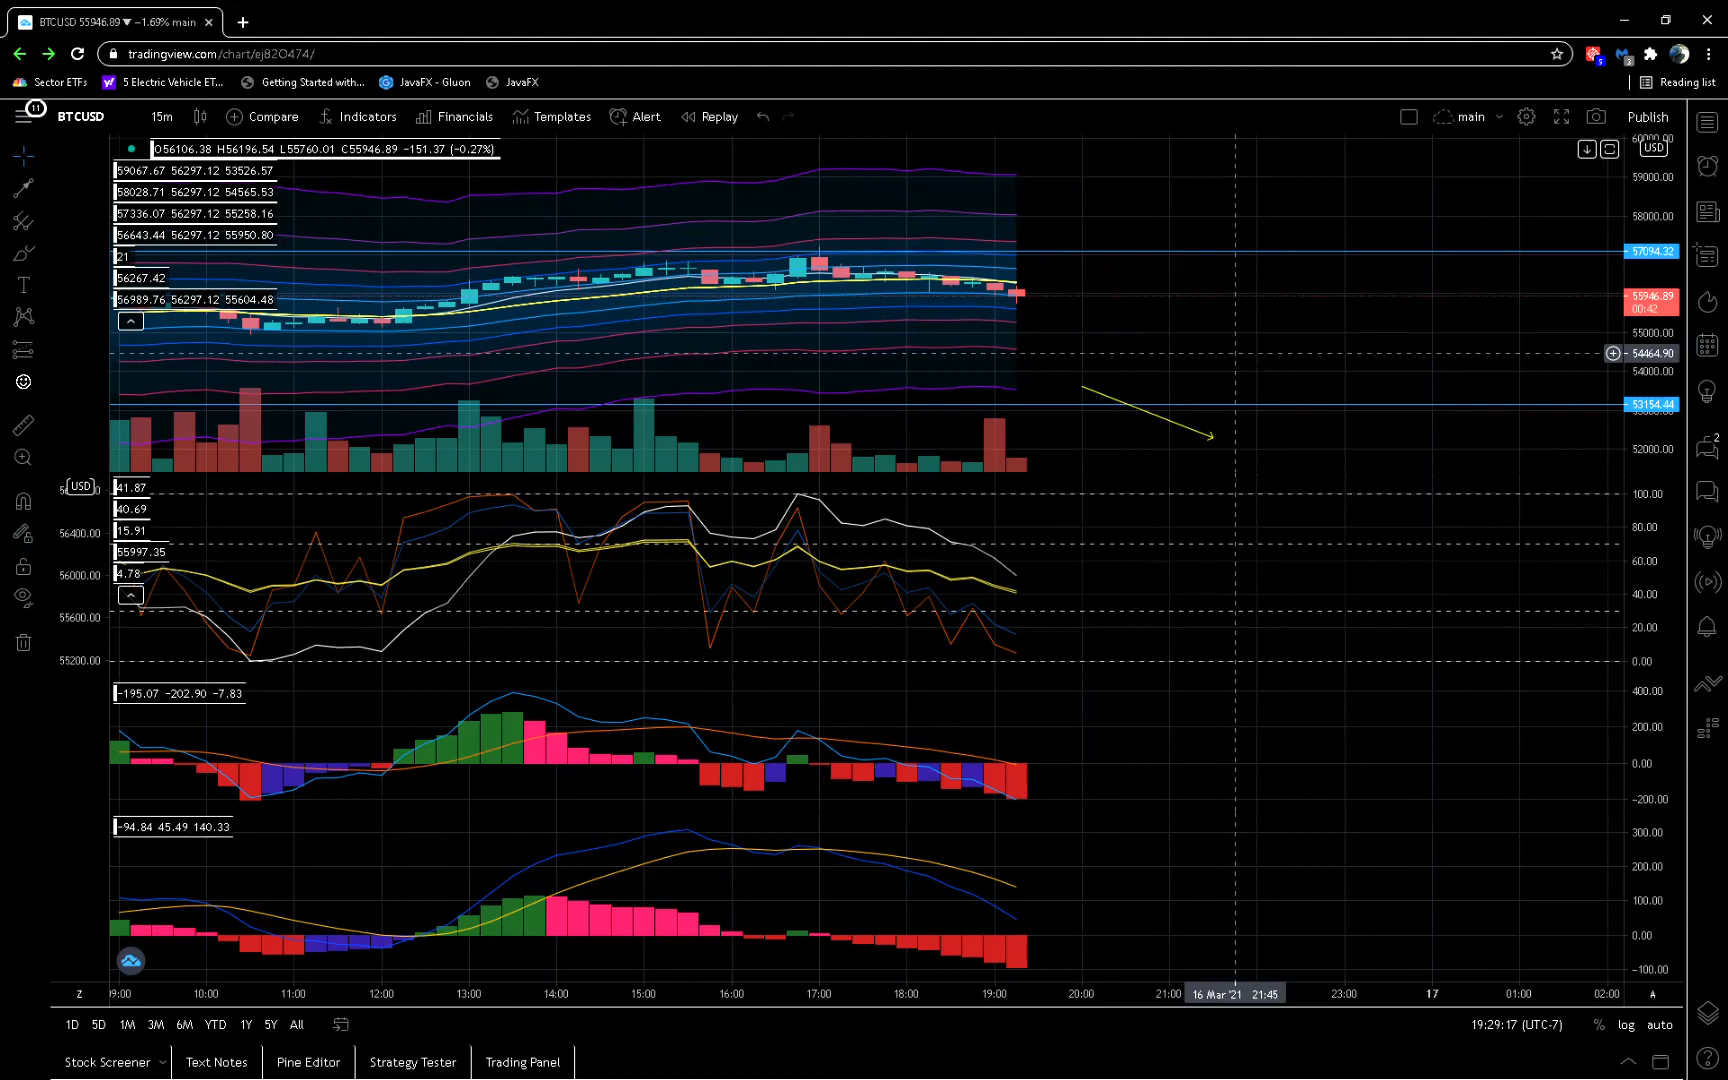 BTCUSD 55946.89 ▼ −1.69% main
tradingview.com/chart/ej82O474/
5
3
Sector ETFs
5 Electric Vehicle ET...
Getting Started with...
JavaFX - Gluon
JavaFX
Reading list
11
BTCUSD
15m
Compare
Indicators
Financials
Templates
Alert
Replay
main
Publish
O56106.38 H56196.54 L55760.01 C55946.89 −151.37 (−0.27%)
59067.67 56297.12 53526.57
58028.71 56297.12 54565.53
57336.07 56297.12 55258.16
56643.44 56297.12 55950.80
21
56267.42
56989.76 56297.12 55604.48
60000.00
USD
59000.00
58000.00
57094.32
55946.89
00:42
55000.00
54464.90
54000.00
53154.44
52000.00
2
USD
41.87
40.69
15.91
55997.35
4.78
56400.00
56000.00
55600.00
55200.00
100.00
80.00
60.00
40.00
20.00
0.00
−195.07 −202.90 −7.83
400.00
200.00
0.00
−200.00
−94.84 45.49 140.33
300.00
200.00
100.00
0.00
−100.00
Z
09:00
10:00
11:00
12:00
13:00
14:00
15:00
16:00
17:00
18:00
19:00
20:00
21:00
16 Mar '21 21:45
23:00
17
01:00
02:00
A
1D
5D
1M
3M
6M
YTD
1Y
5Y
All
19:29:17 (UTC-7)
%
log
auto
Stock Screener
Text Notes
Pine Editor
Strategy Tester
Trading Panel